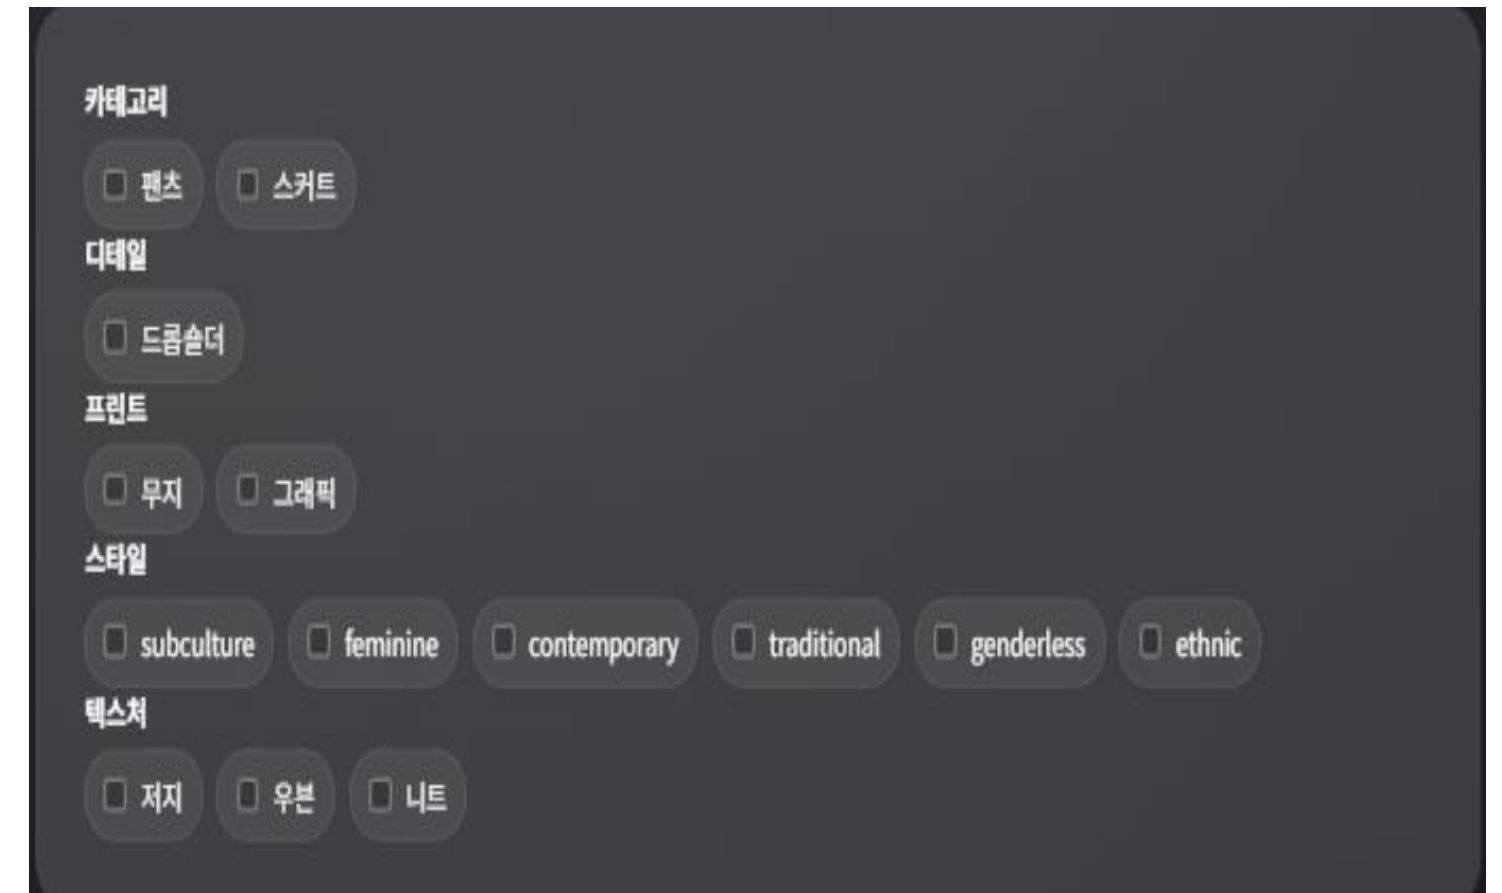 카테고리
팬츠 스커트
디테일
드롭숄더
프린트
무지 그래픽
스타일
subculture feminine contemporary traditional genderless ethnic
텍스처
저지 우븐 니트